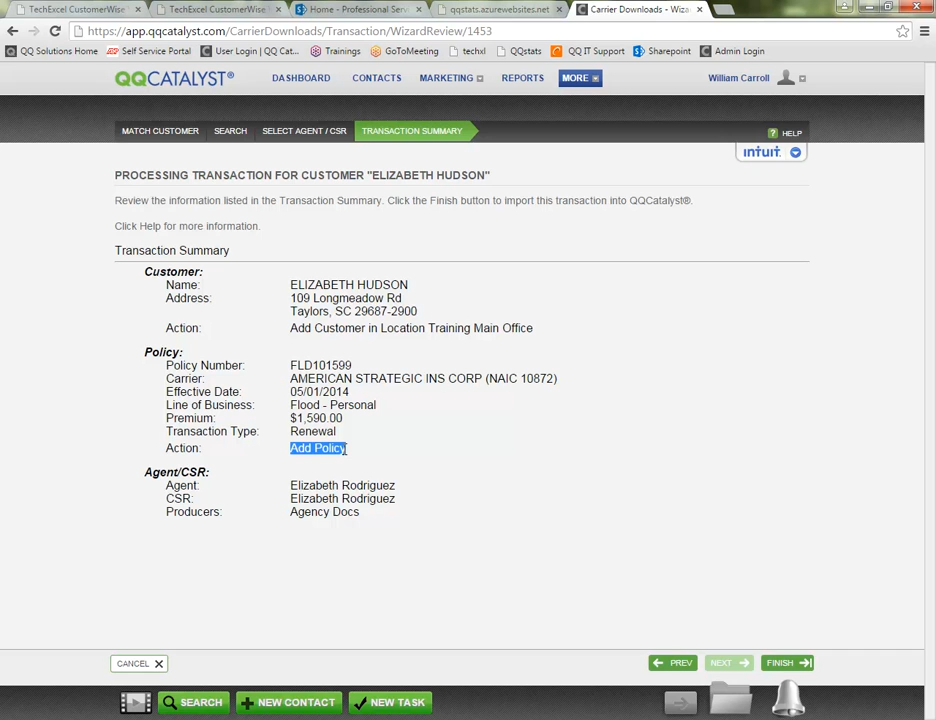 TechExcel CustomerWise
TechExcel CustomerWise
Home - Professional Serv
qqstats.azurewebsites.net
Carrier Downloads - Wiza
https://app.qqcatalyst.com/CarrierDownloads/Transaction/WizardReview/1453
QQ Solutions Home
Self Service Portal
User Login | QQ Cat...
Trainings
GoToMeeting
techxl
QQstats
QQ IT Support
Sharepoint
Admin Login
QQCATALYST®
DASHBOARD
CONTACTS
MARKETING
REPORTS
MORE
William Carroll
MATCH CUSTOMER
SEARCH
SELECT AGENT / CSR
TRANSACTION SUMMARY
? HELP
intuit.
PROCESSING TRANSACTION FOR CUSTOMER "ELIZABETH HUDSON"
Review the information listed in the Transaction Summary. Click the Finish button to import this transaction into QQCatalyst®.
Click Help for more information.
Transaction Summary
Customer:
Name: ELIZABETH HUDSON
Address: 109 Longmeadow Rd
Taylors, SC 29687-2900
Action: Add Customer in Location Training Main Office
Policy:
Policy Number: FLD101599
Carrier: AMERICAN STRATEGIC INS CORP (NAIC 10872)
Effective Date: 05/01/2014
Line of Business: Flood - Personal
Premium: $1,590.00
Transaction Type: Renewal
Action: Add Policy
Agent/CSR:
Agent: Elizabeth Rodriguez
CSR: Elizabeth Rodriguez
Producers: Agency Docs
CANCEL
PREV
NEXT
FINISH
SEARCH
NEW CONTACT
NEW TASK